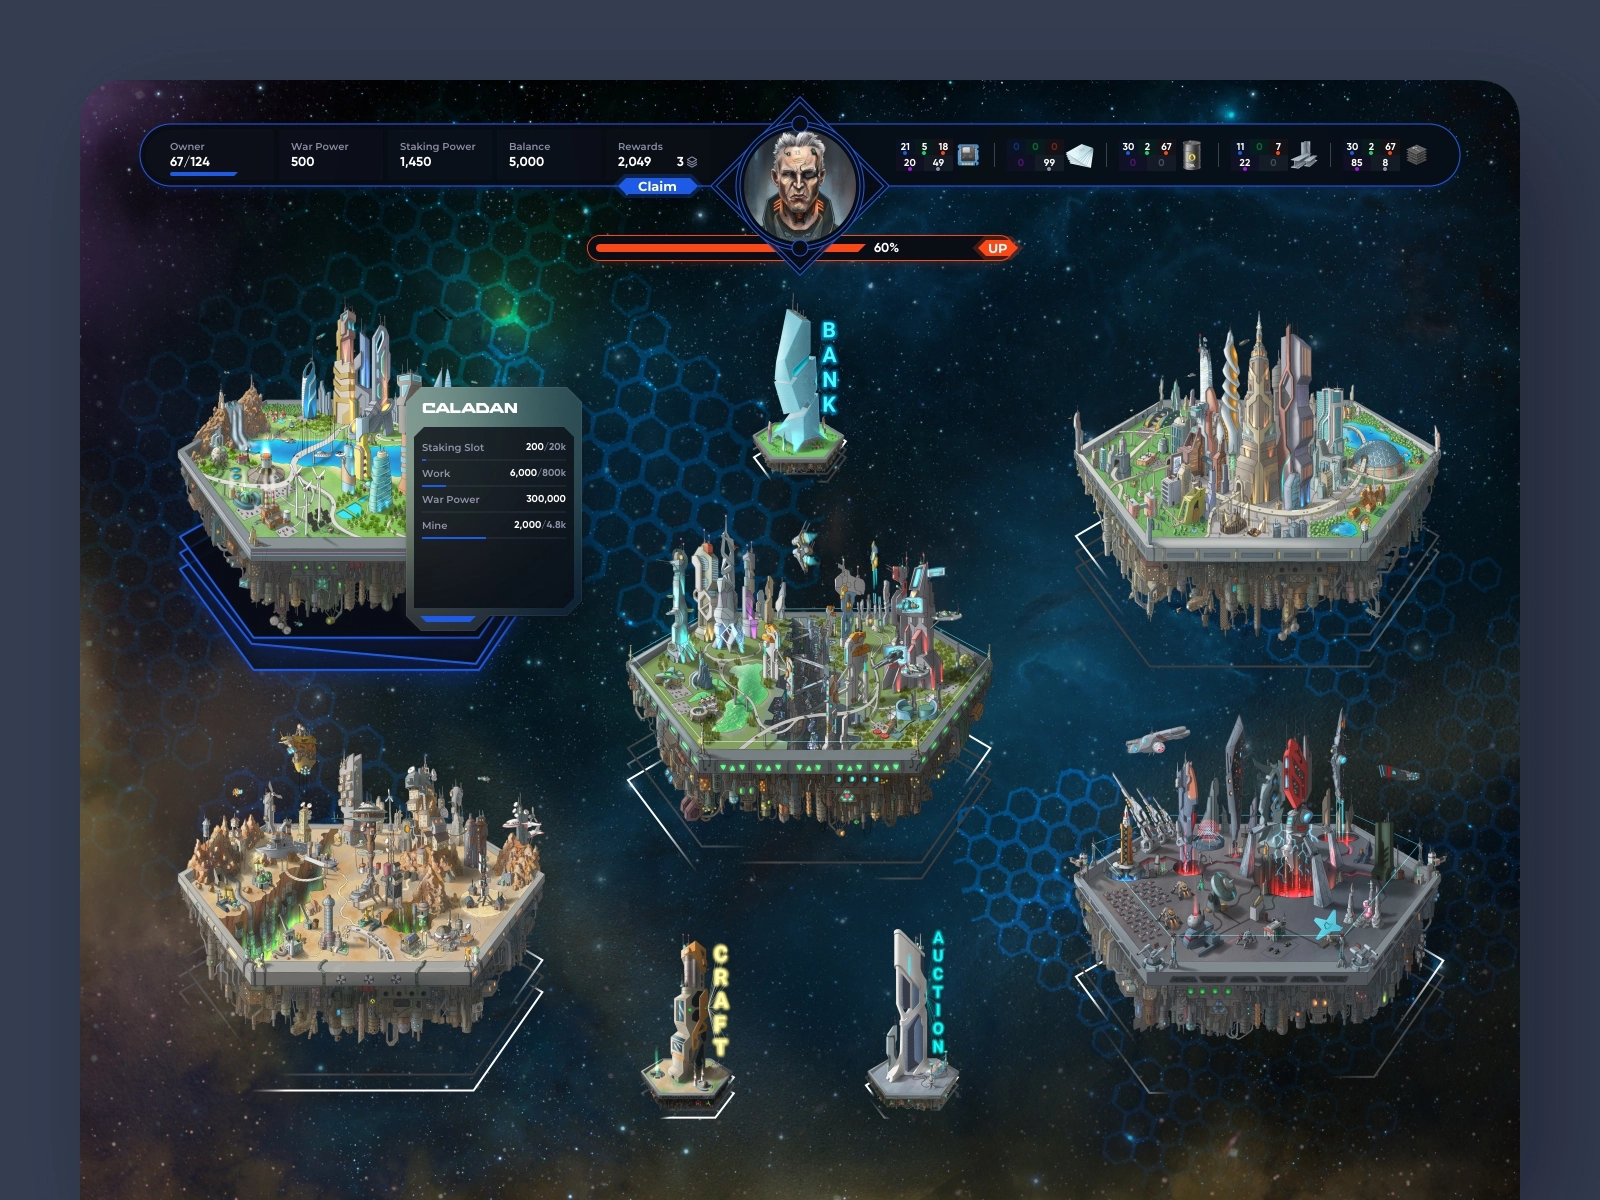 Owner
67/124
War Power
500
Staking Power
1,450
Balance
5,000
Rewards
2,049 3
Claim
21 5 18
20 49
0 0 0
0 99
30 2 67
0 0
11 0 7
22 0
30 2 67
85 8
60%
UP
BANK
CALADAN
Staking Slot 200/20k
Work 6,000/800k
War Power 300,000
Mine 2,000/4.8k
CRAFT
AUCTION